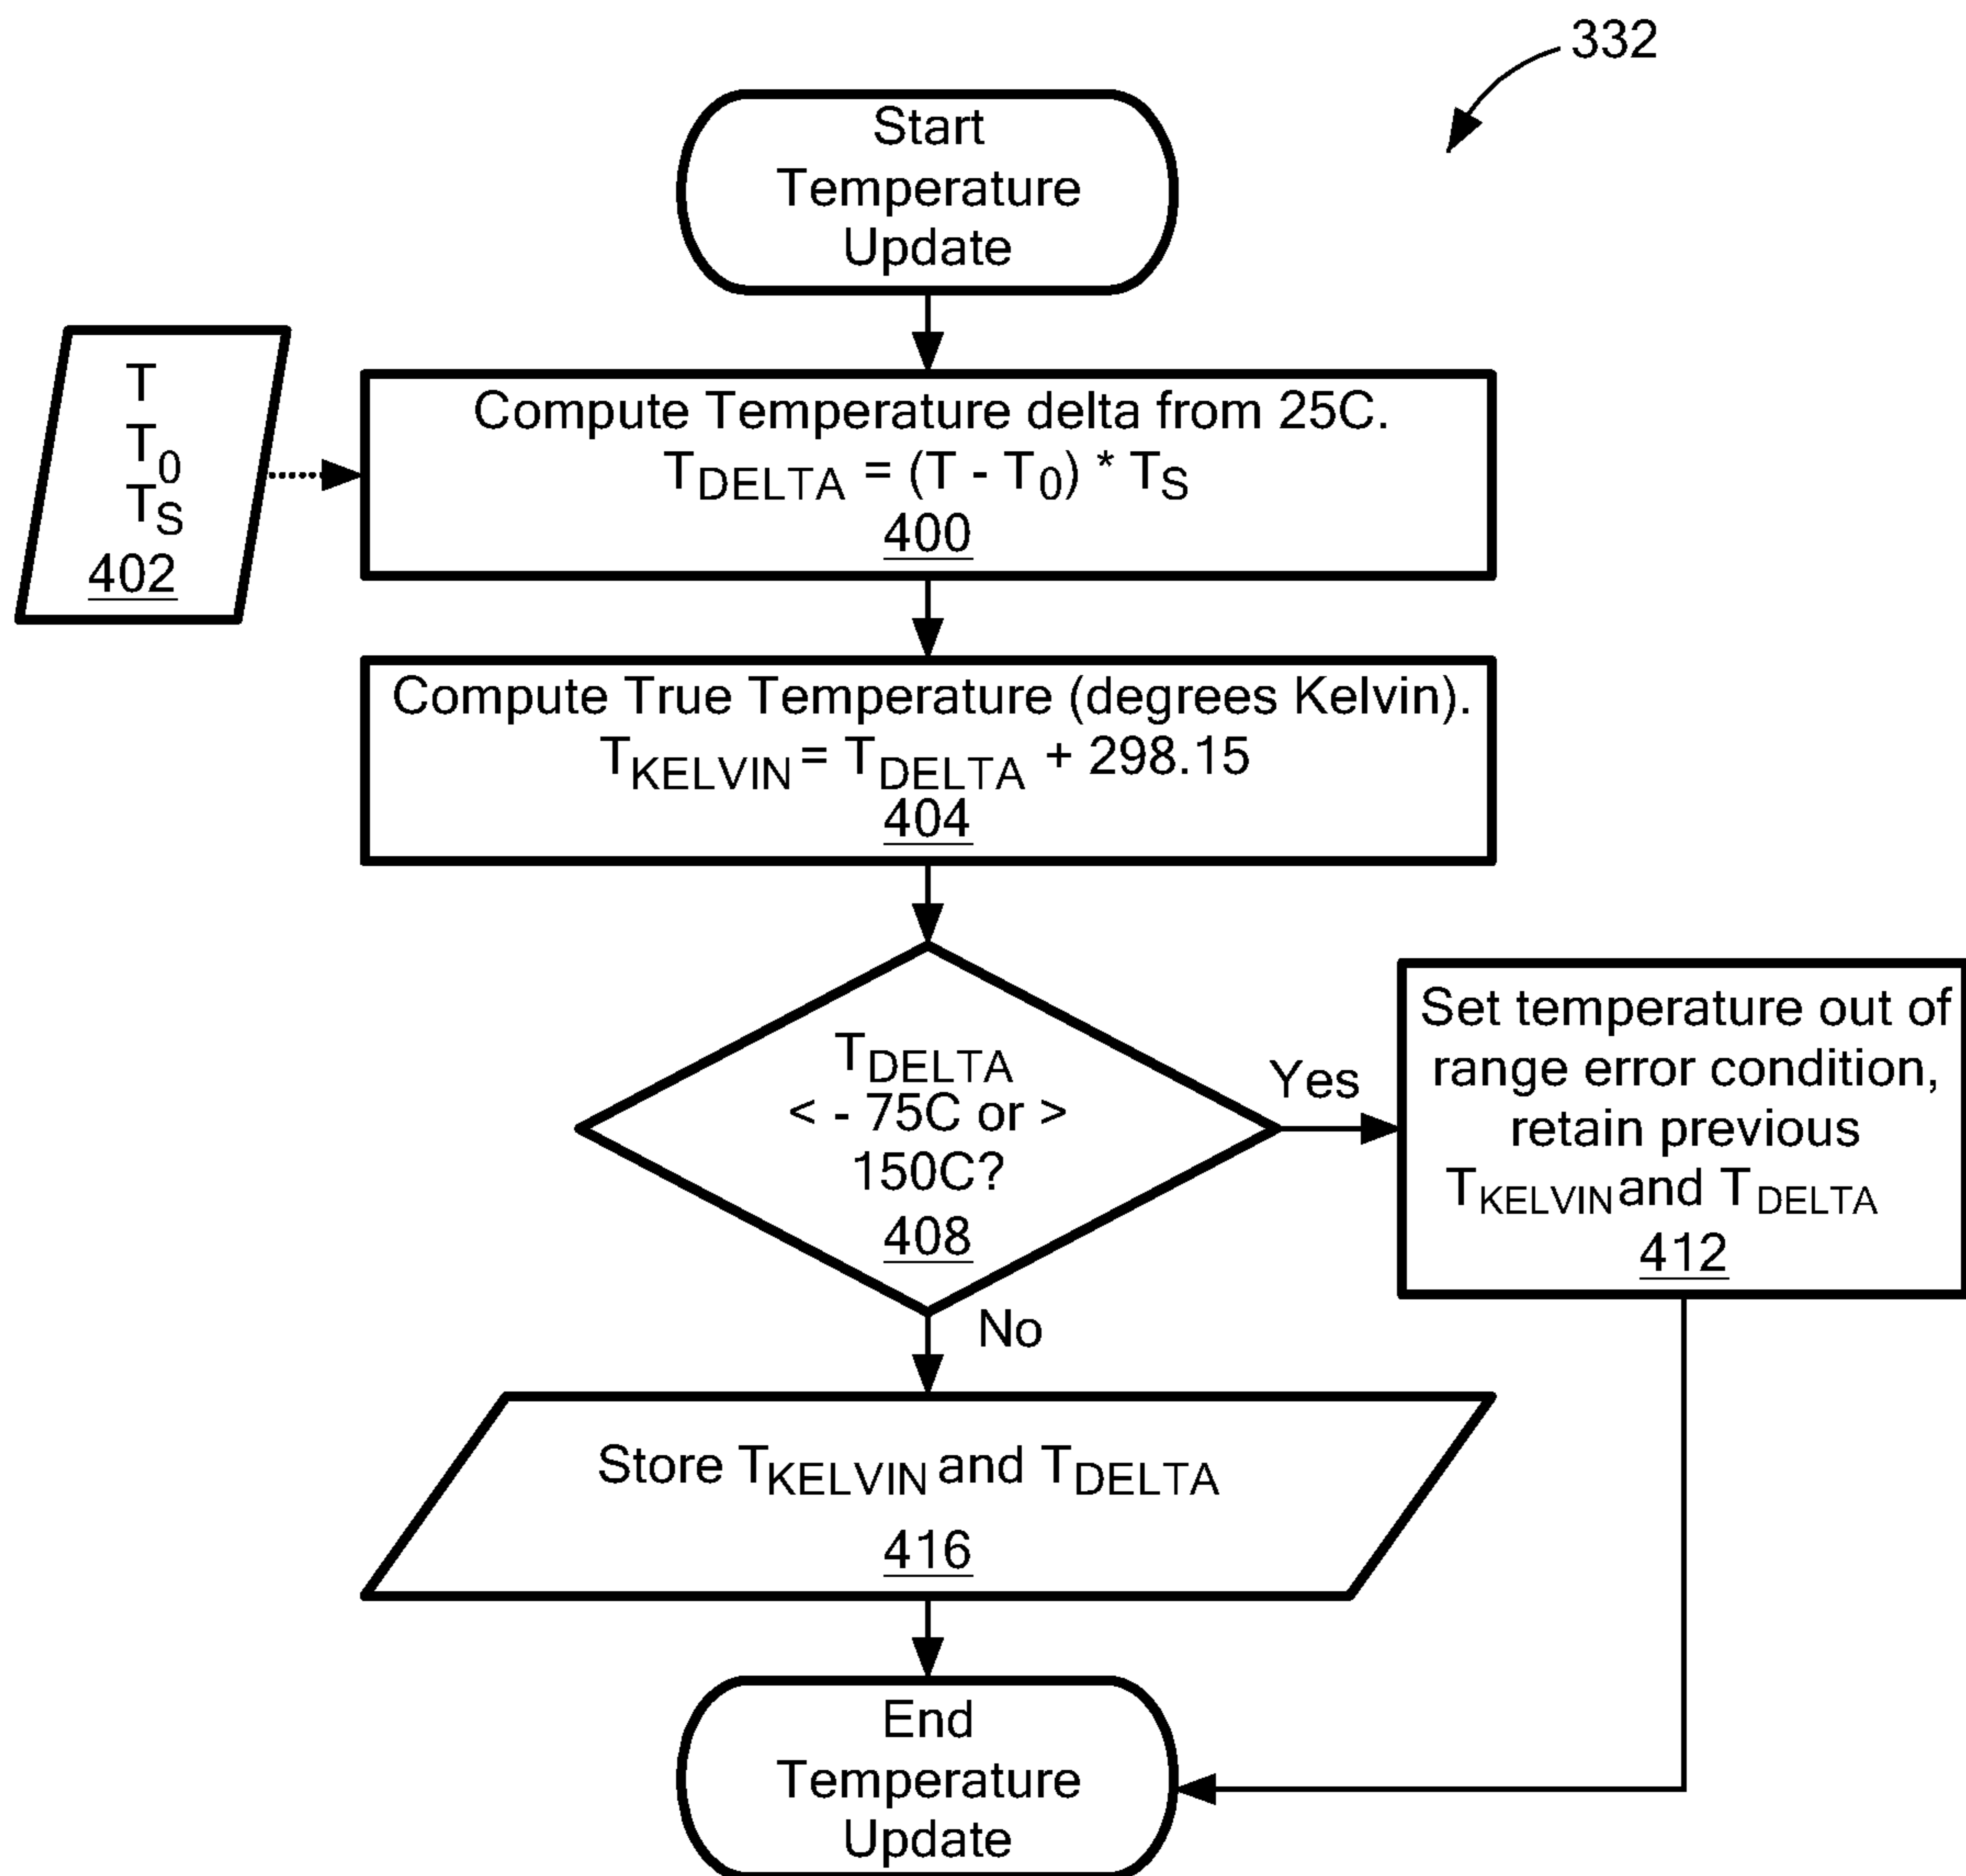 332
Start
Temperature
Update
T
T0
TS
402
Compute Temperature delta from 25C.
TDELTA = (T - T0) * TS
400
Compute True Temperature (degrees Kelvin).
TKELVIN = TDELTA + 298.15
404
TDELTA
< - 75C or >
150C?
408
Yes
Set temperature out of
range error condition,
retain previous
TKELVIN and TDELTA
412
No
Store TKELVIN and TDELTA
416
End
Temperature
Update